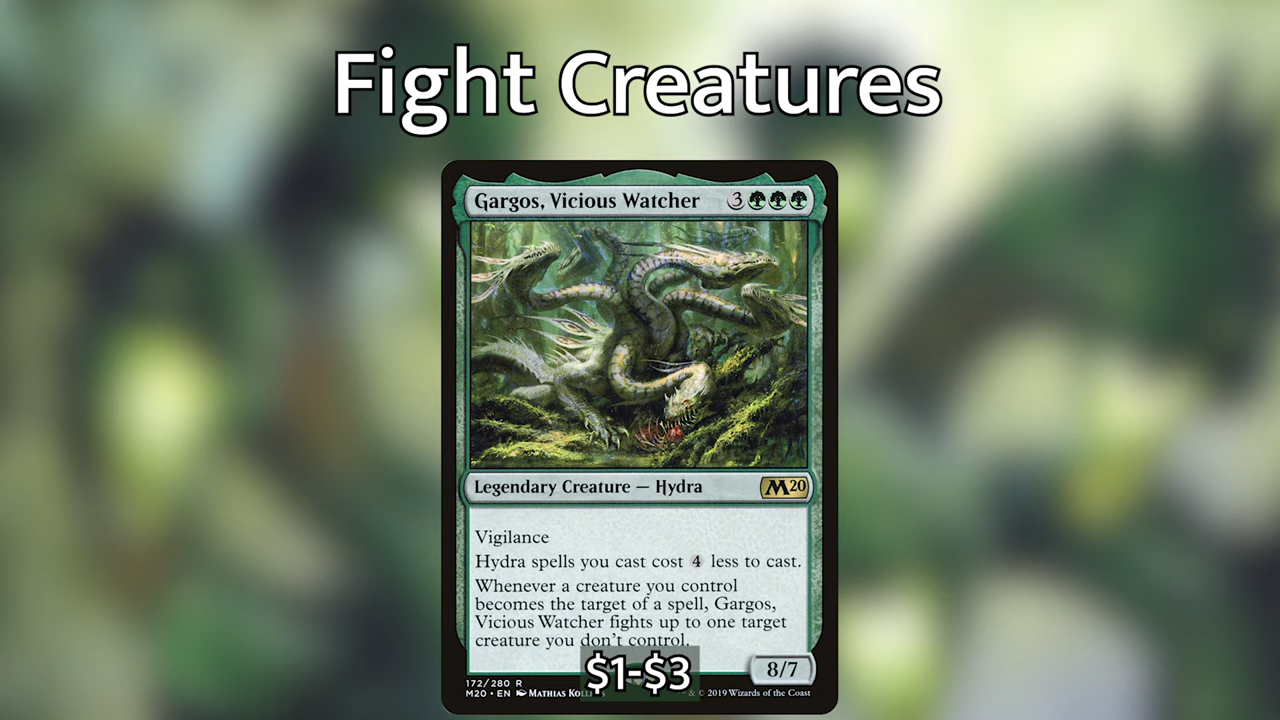 Fight Creatures
Gargos, Vicious Watcher 3
Legendary Creature — Hydra M20
Vigilance
Hydra spells you cast cost 4 less to cast.
Whenever a creature you control
becomes the target of a spell, Gargos,
Vicious Watcher fights up to one target
creature you don't control.
$1-$3
8/7
172/280 R
M20 • EN MATHIAS
& © 2019 Wizards of the Coast